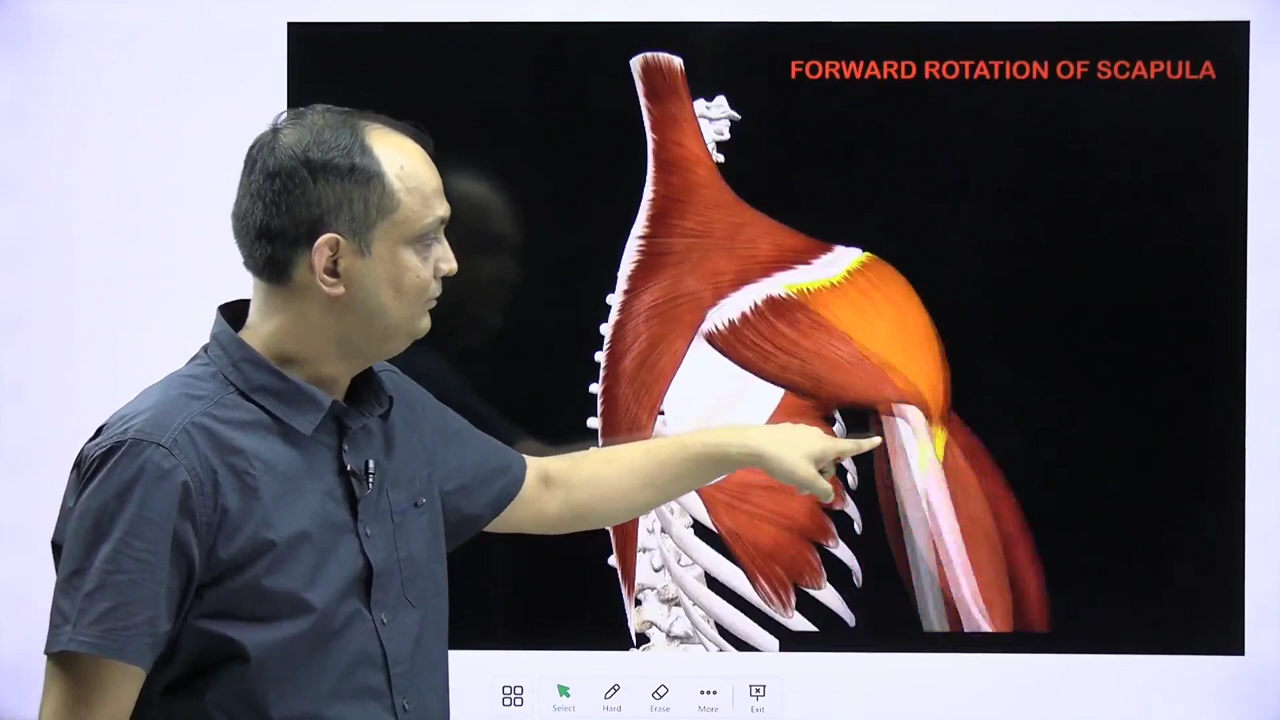 FORWARD ROTATION OF SCAPULA
Select
Hard
Erase
More
Exit